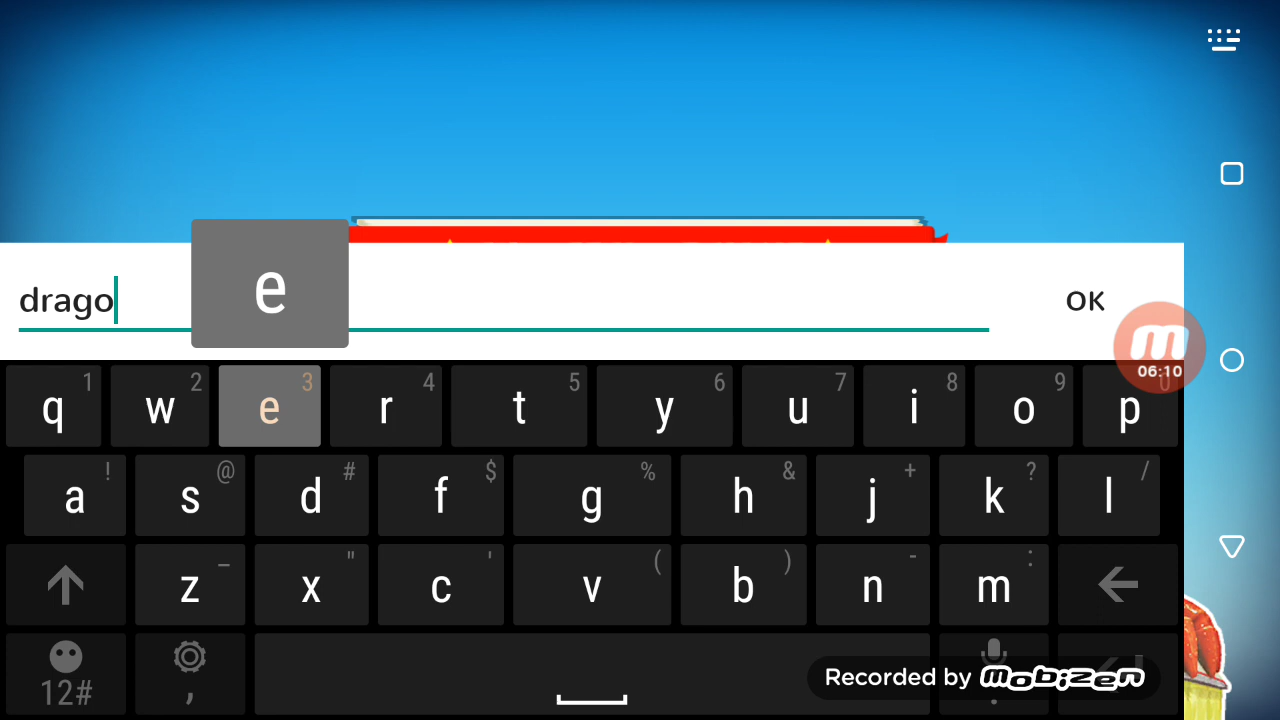 e
drago
OK
06:10
q 1 w 2 e 3 r 4 t 5 y 6 u 7 i 8 o 9 p 0
a ! s @ d # f $ g % h & j + k ? l /
z _ x " c ' v ( b ) n - m :
12# , .
Recorded by mobizen